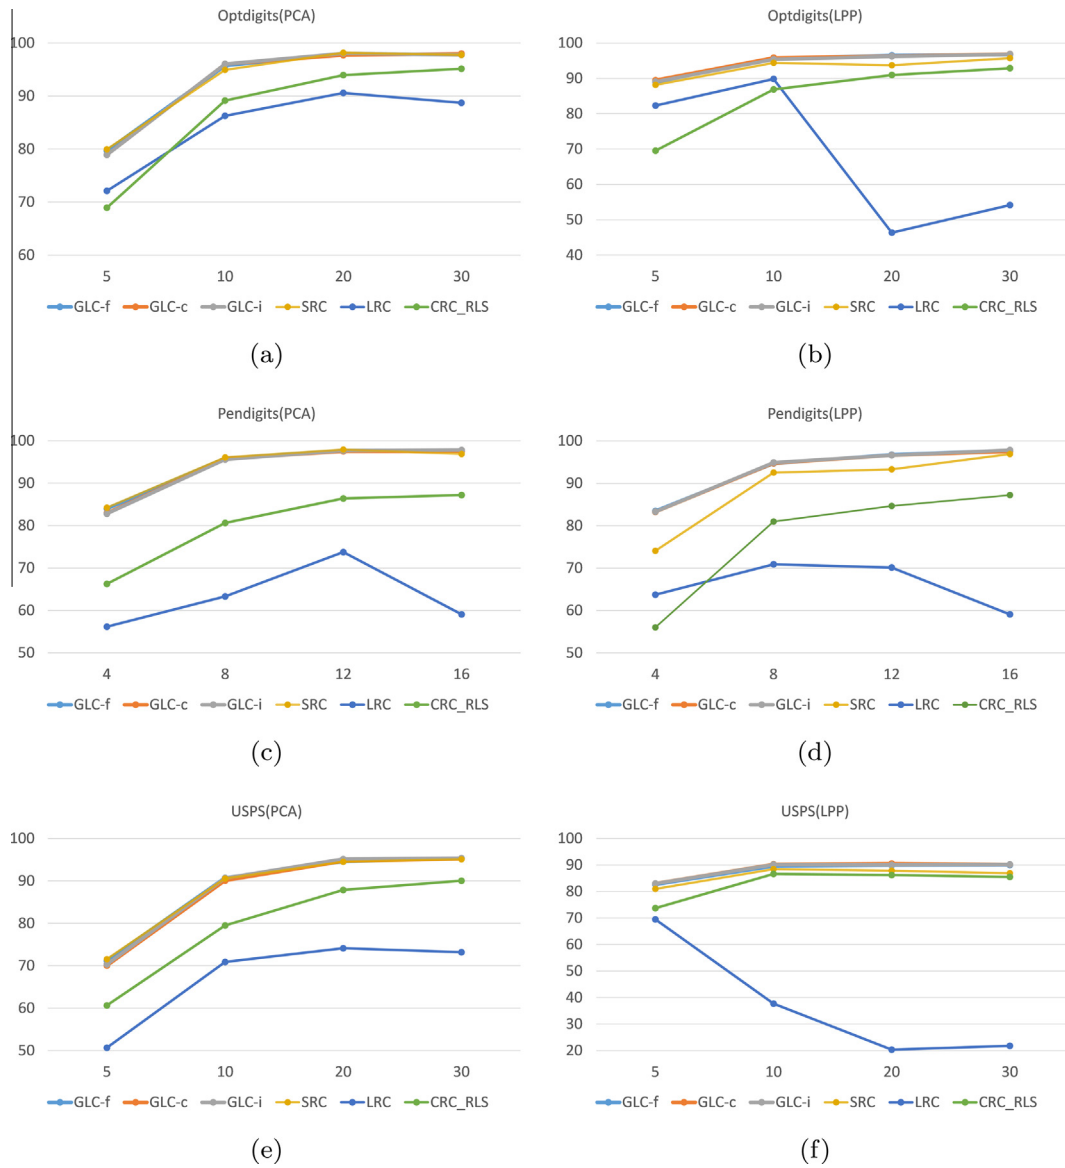 Optdigits(PCA)
100
90
80
70
60
5 10 20 30
GLC-f GLC-c GLC-i SRC LRC CRC_RLS
(a)
Optdigits(LPP)
100
90
80
70
60
50
40
5 10 20 30
GLC-f GLC-c GLC-i SRC LRC CRC_RLS
(b)
Pendigits(PCA)
100
90
80
70
60
50
4 8 12 16
GLC-f GLC-c GLC-i SRC LRC CRC_RLS
(c)
Pendigits(LPP)
100
90
80
70
60
50
4 8 12 16
GLC-f GLC-c GLC-i SRC LRC CRC_RLS
(d)
USPS(PCA)
100
90
80
70
60
50
5 10 20 30
GLC-f GLC-c GLC-i SRC LRC CRC_RLS
(e)
USPS(LPP)
100
90
80
70
60
50
40
30
20
5 10 20 30
GLC-f GLC-c GLC-i SRC LRC CRC_RLS
(f)